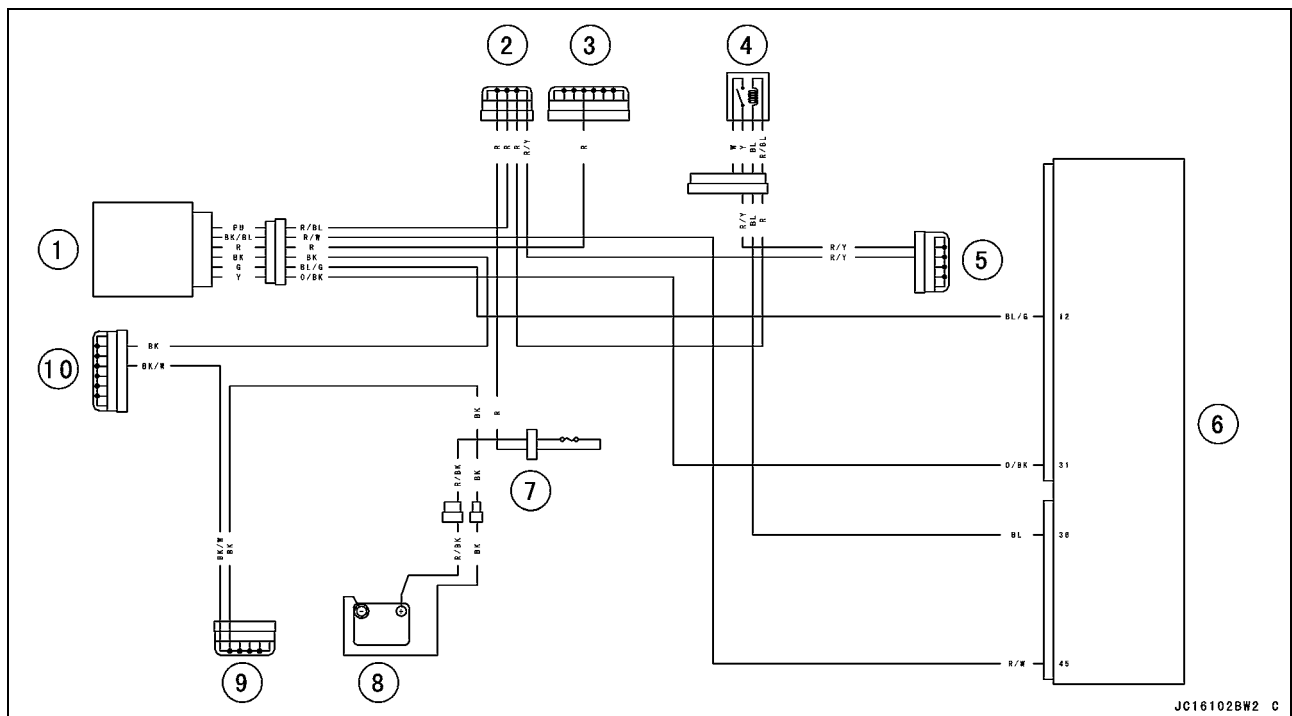 2 3 4
R R R R/Y R W Y BL R/BL
1
PU R/BL
BK/BL R/W
R R
BK BK
G BL/G
Y O/BK
R/Y BL R
R/Y
R/Y
5
BL/G 12
10
BK
BK/W
BK R
6
O/BK 31
7
R/BK BK
BL 30
BK/W BK
R/BK BK
R/W 45
9 8
JC16102BW2 C